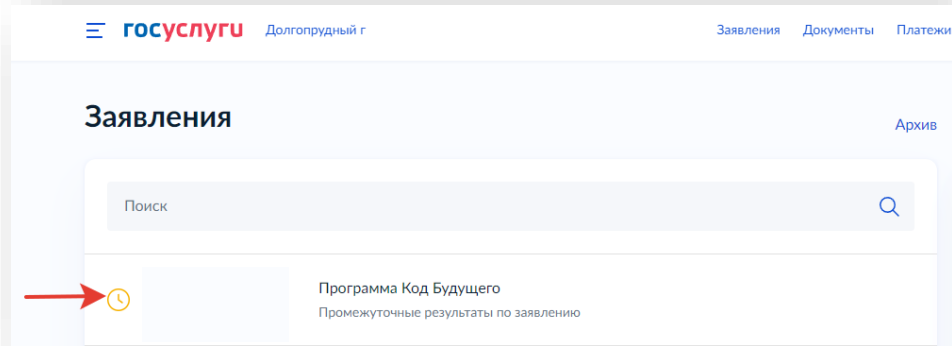 госуслуги Долгопрудный г Заявления Документы Платежи
Заявления
Архив
Поиск
Программа Код Будущего
Промежуточные результаты по заявлению